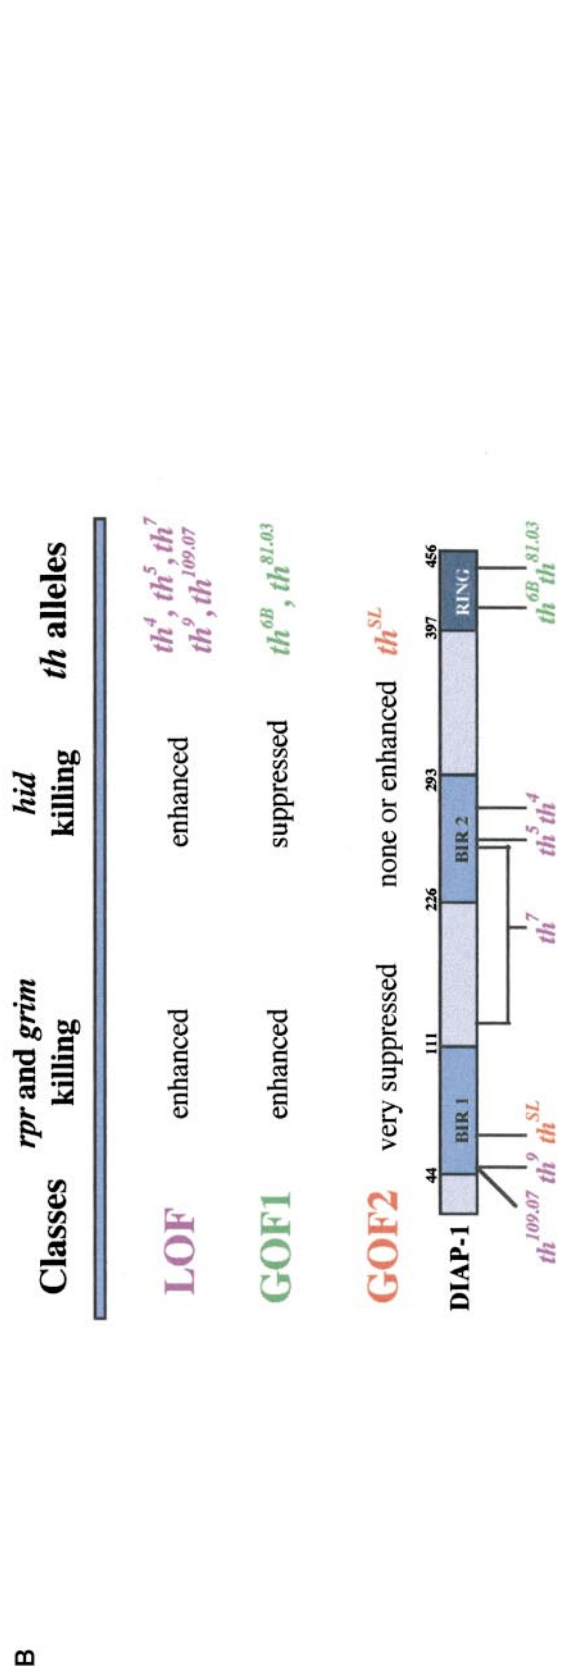 B
Classes rpr and grim killing hid killing th alleles
LOF enhanced enhanced th4, th5, th7
th9, th109.07
GOF1 enhanced suppressed th6B, th81.03
GOF2 very suppressed none or enhanced thSL
44 111 226 293 397 456
DIAP-1 BIR 1 BIR 2 RING
th109.07 th9 thSL th7 th5 th4 th6B th81.03